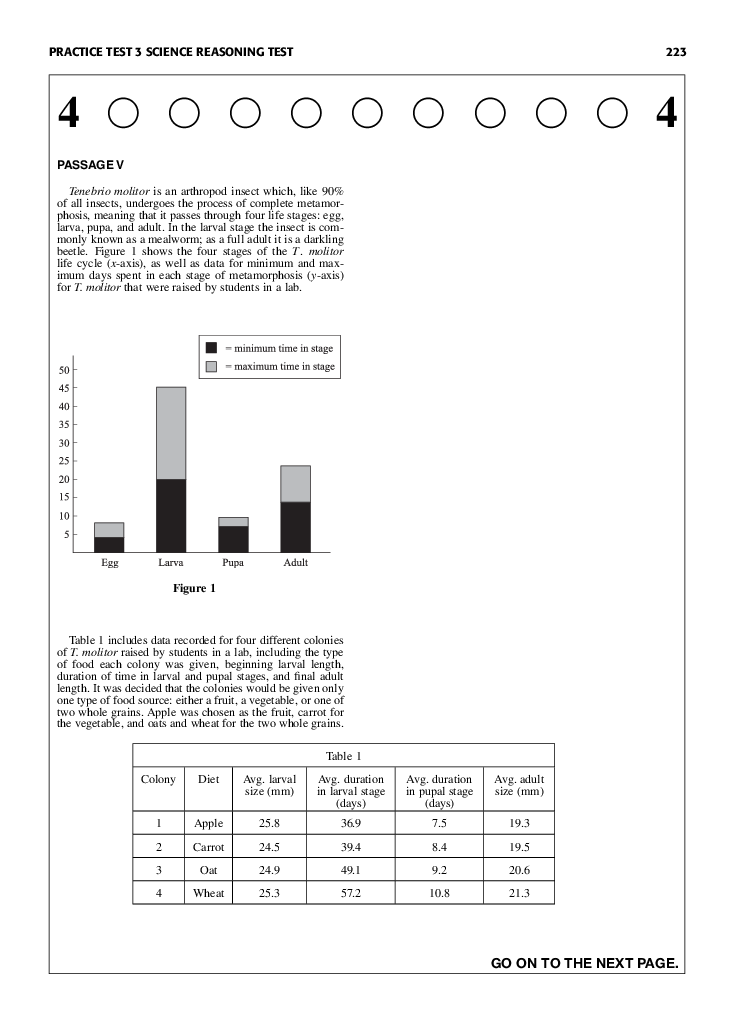 PRACTICE TEST 3 SCIENCE REASONING TEST 223
4 4
PASSAGE V
Tenebrio molitor is an arthropod insect which, like 90%
of all insects, undergoes the process of complete metamor-
phosis, meaning that it passes through four life stages: egg,
larva, pupa, and adult. In the larval stage the insect is com-
monly known as a mealworm; as a full adult it is a darkling
beetle. Figure 1 shows the four stages of the T. molitor
life cycle (x-axis), as well as data for minimum and max-
imum days spent in each stage of metamorphosis (y-axis)
for T. molitor that were raised by students in a lab.
= minimum time in stage
= maximum time in stage
50
45
40
35
30
25
20
15
10
5
Egg Larva Pupa Adult
Figure 1
Table 1 includes data recorded for four different colonies
of T. molitor raised by students in a lab, including the type
of food each colony was given, beginning larval length,
duration of time in larval and pupal stages, and final adult
length. It was decided that the colonies would be given only
one type of food source: either a fruit, a vegetable, or one of
two whole grains. Apple was chosen as the fruit, carrot for
the vegetable, and oats and wheat for the two whole grains.
Table 1
Colony Diet Avg. larval Avg. duration Avg. duration Avg. adult
size (mm) in larval stage in pupal stage size (mm)
(days) (days)
1 Apple 25.8 36.9 7.5 19.3
2 Carrot 24.5 39.4 8.4 19.5
3 Oat 24.9 49.1 9.2 20.6
4 Wheat 25.3 57.2 10.8 21.3
GO ON TO THE NEXT PAGE.